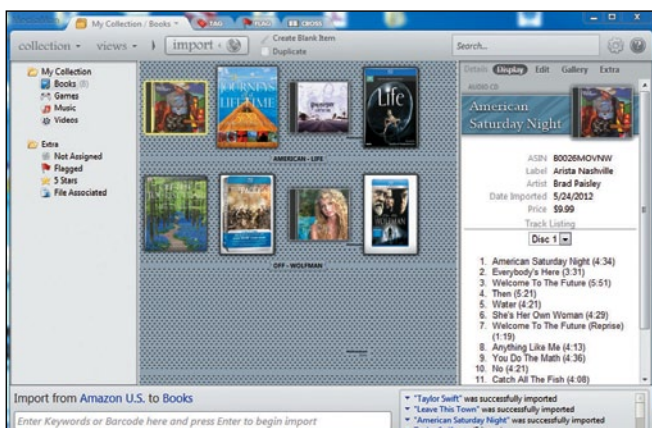 MediaMan
My Collection / Books
TAG
FLAG
CROSS
collection
views
import
Create Blank Item
Duplicate
Search...
My Collection
Books (8)
Games
Music
Videos
Extra
Not Assigned
Flagged
5 Stars
File Associated
JOURNEYS
LIFETIME
Life
AMERICAN - LIFE
WOLFMAN
OFF - WOLFMAN
Details Display Edit Gallery Extra
AUDIO CD
American
Saturday Night
ASIN B0026MOVNW
Label Arista Nashville
Artist Brad Paisley
Date Imported 5/24/2012
Price $9.99
Track Listing
Disc 1
1. American Saturday Night (4:34)
2. Everybody's Here (3:31)
3. Welcome To The Future (5:51)
4. Then (5:21)
5. Water (4:21)
6. She's Her Own Woman (4:29)
7. Welcome To The Future (Reprise)
(1:19)
8. Anything Like Me (4:13)
9. You Do The Math (4:36)
10. No (4:21)
11. Catch All The Fish (4:08)
Import from Amazon U.S. to Books
Enter Keywords or Barcode here and press Enter to begin import
"Taylor Swift" was successfully imported
"Leave This Town" was successfully imported
"American Saturday Night" was successfully imported